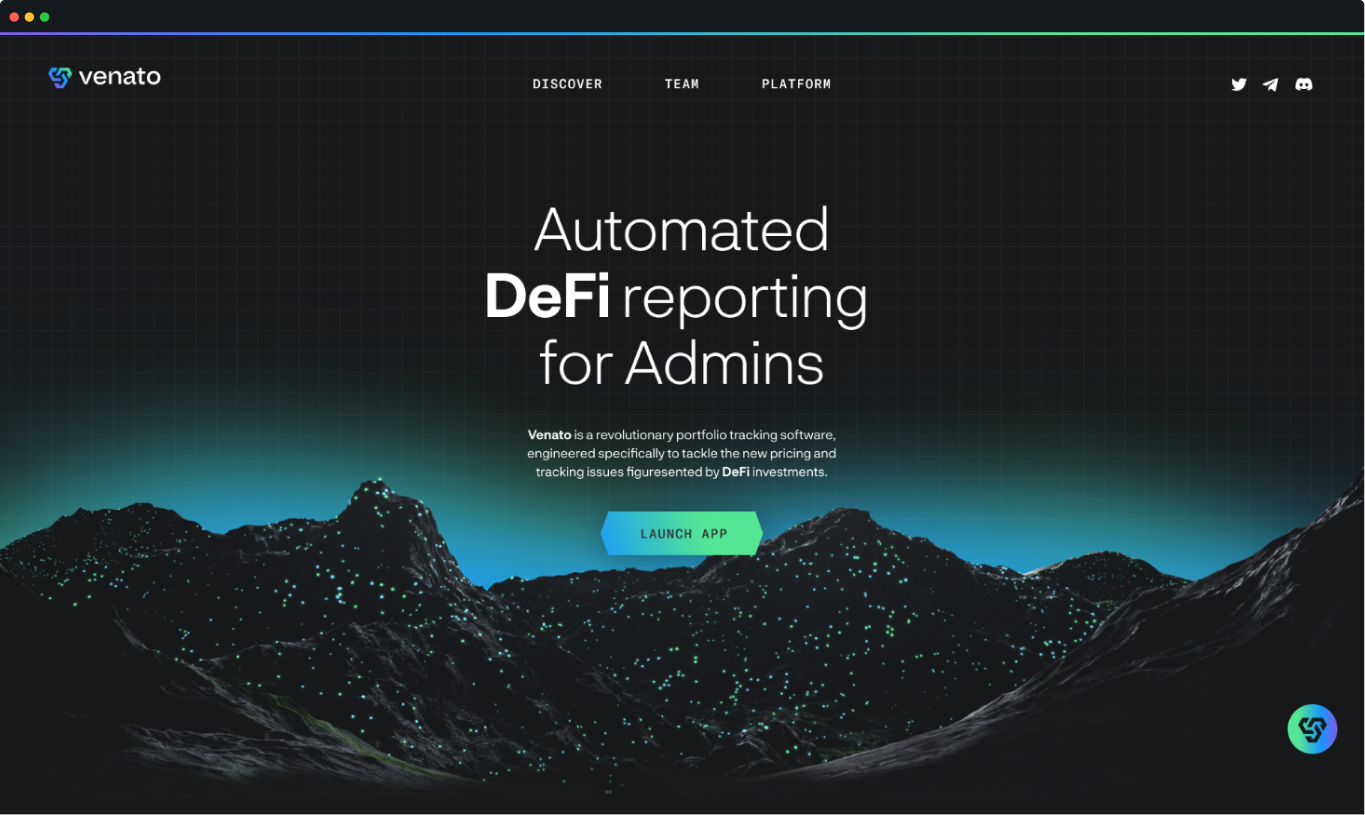 venato
DISCOVER
TEAM
PLATFORM
Automated
DeFi reporting
for Admins
Venato is a revolutionary portfolio tracking software,
engineered specifically to tackle the new pricing and
tracking issues figuresented by DeFi investments.
LAUNCH APP